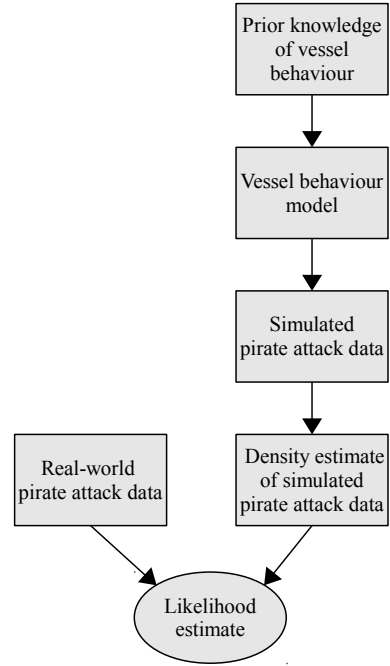 Prior knowledge
of vessel
behaviour
Vessel behaviour
model
Simulated
pirate attack data
Real-world
pirate attack data
Density estimate
of simulated
pirate attack data
Likelihood
estimate